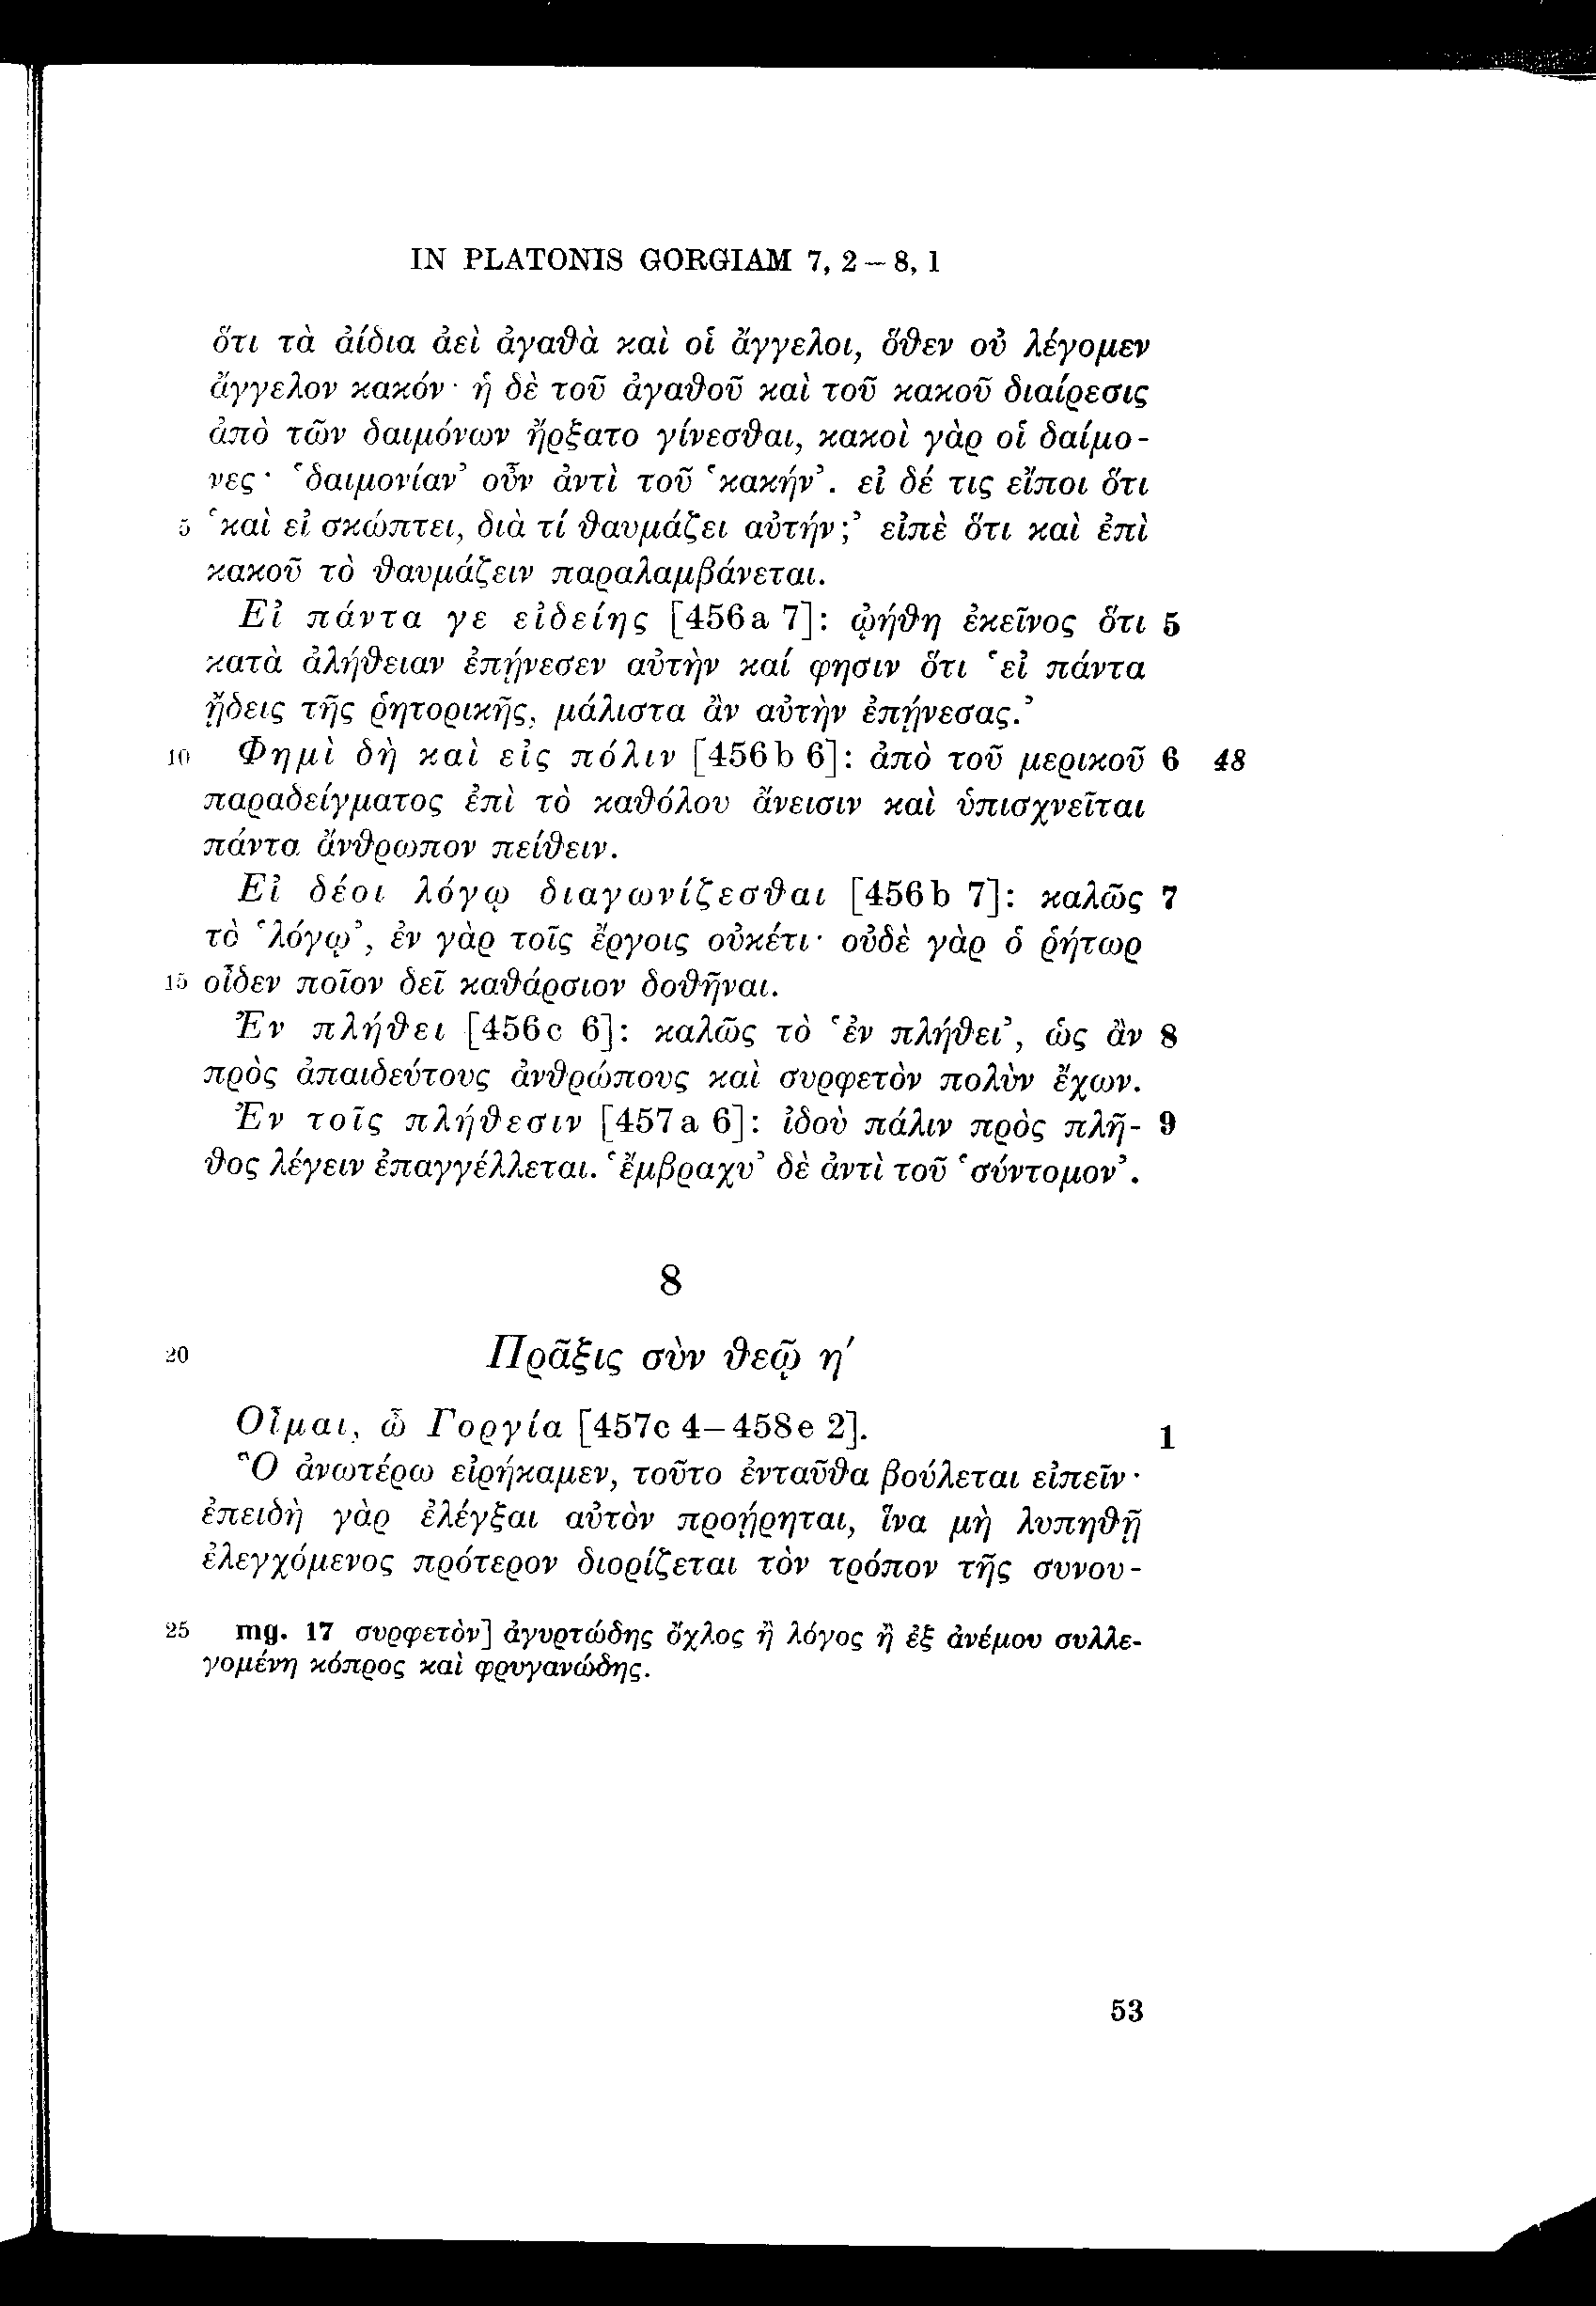 IN PLATONIS GORGIAM 7, 2 — 8, 1
ὅτι τὰ ἀίδια ἀεὶ ἀγαθὰ καὶ οἱ ἄγγελοι, ὅθεν οὐ λέγομεν
ἄγγελον κακόν· ἡ δὲ τοῦ ἀγαθοῦ καὶ τοῦ κακοῦ διαίρεσις
ἀπὸ τῶν δαιμόνων ἤρξατο γίνεσθαι, κακοὶ γὰρ οἱ δαίμο-
νες· ‘δαιμονίαν’ οὖν ἀντὶ τοῦ ‘κακήν’. εἰ δέ τις εἴποι ὅτι
5 ‘καὶ εἰ σκώπτει, διὰ τί θαυμάζει αὐτήν;’ εἰπὲ ὅτι καὶ ἐπὶ
κακοῦ τὸ θαυμάζειν παραλαμβάνεται.
Εἰ πάντα γε εἰδείης [456a 7]: ᾠήθη ἐκεῖνος ὅτι 5
κατὰ ἀλήθειαν ἐπῄνεσεν αὐτὴν καί φησιν ὅτι ‘εἰ πάντα
ᾔδεις τῆς ῥητορικῆς, μάλιστα ἂν αὐτὴν ἐπῄνεσας.’
10 Φημὶ δὴ καὶ εἰς πόλιν [456b 6]: ἀπὸ τοῦ μερικοῦ 6 48
παραδείγματος ἐπὶ τὸ καθόλου ἄνεισιν καὶ ὑπισχνεῖται
πάντα ἄνθρωπον πείθειν.
Εἰ δέοι λόγῳ διαγωνίζεσθαι [456b 7]: καλῶς 7
τὸ ‘λόγῳ’, ἐν γὰρ τοῖς ἔργοις οὐκέτι· οὐδὲ γὰρ ὁ ῥήτωρ
15 οἶδεν ποῖον δεῖ καθάρσιον δοθῆναι.
Ἐν πλήθει [456c 6]: καλῶς τὸ ‘ἐν πλήθει’, ὡς ἂν 8
πρὸς ἀπαιδεύτους ἀνθρώπους καὶ συρφετὸν πολὺν ἔχων.
Ἐν τοῖς πλήθεσιν [457a 6]: ἰδοὺ πάλιν πρὸς πλῆ- 9
θος λέγειν ἐπαγγέλλεται. ‘ἔμβραχυ’ δὲ ἀντὶ τοῦ ‘σύντομον’.
8
20 Πρᾶξις σὺν θεῷ η′
Οἶμαι, ὦ Γοργία [457c 4–458e 2]. 1
Ὃ ἀνωτέρω εἰρήκαμεν, τοῦτο ἐνταῦθα βούλεται εἰπεῖν·
ἐπειδὴ γὰρ ἐλέγξαι αὐτὸν προῄρηται, ἵνα μὴ λυπηθῇ
ἐλεγχόμενος πρότερον διορίζεται τὸν τρόπον τῆς συνου-
25 mg. 17 συρφετὸν] ἀγυρτώδης ὄχλος ἢ λόγος ἢ ἐξ ἀνέμου συλλε-
γομένη κόπρος καὶ φρυγανώδης.
53